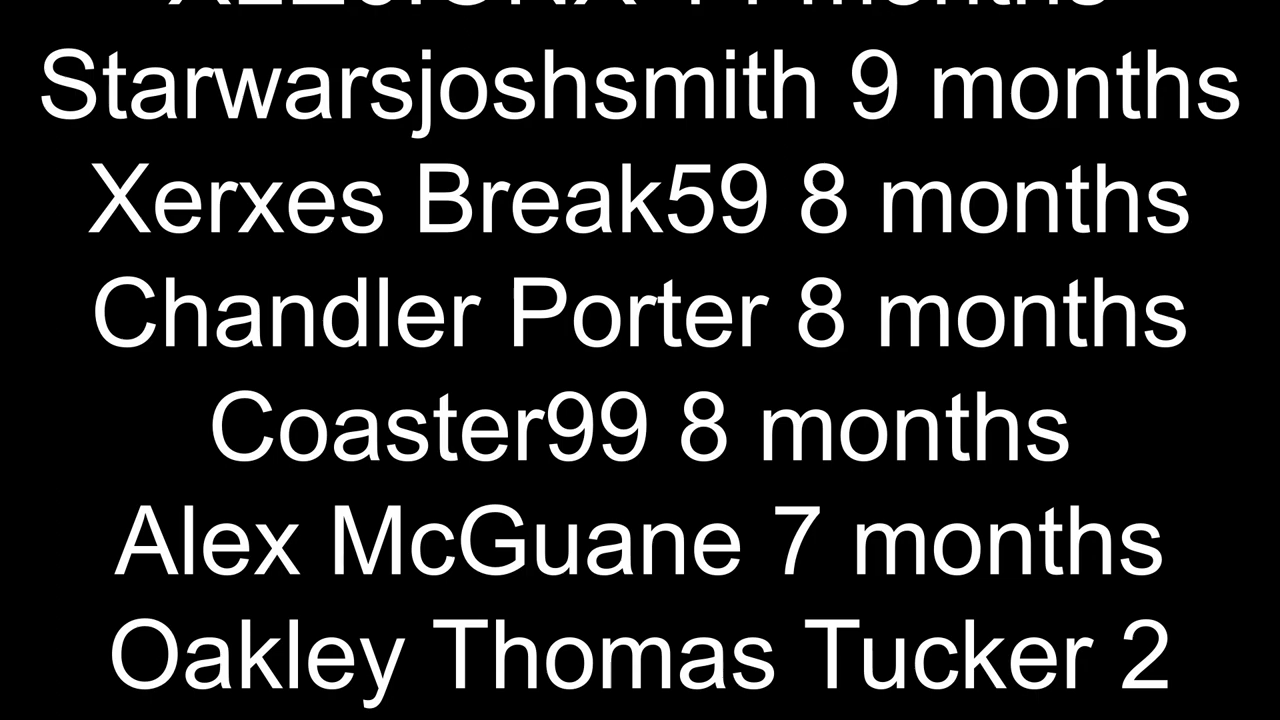 months
Starwarsjoshsmith 9 months
Xerxes Break59 8 months
Chandler Porter 8 months
Coaster99 8 months
Alex McGuane 7 months
Oakley Thomas Tucker 2